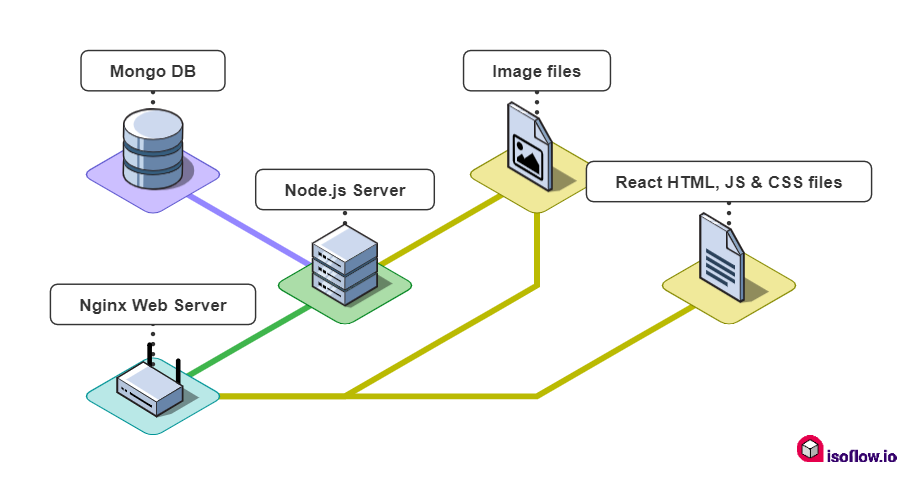 Mongo DB
Image files
Node.js Server
React HTML, JS & CSS files
Nginx Web Server
isoflow.io